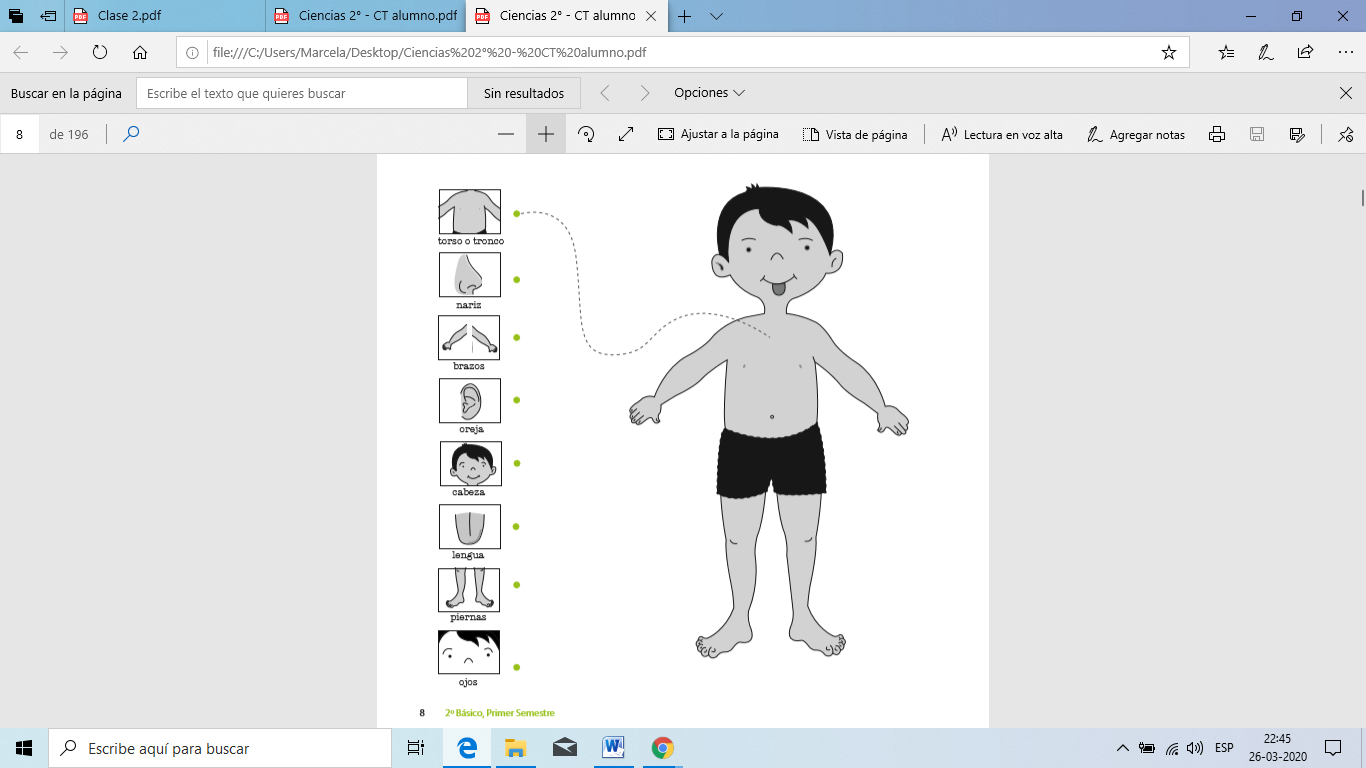 Clase 2.pdf
Ciencias 2° - CT alumno.pdf
Ciencias 2° - CT alumno
file:///C:/Users/Marcela/Desktop/Ciencias%202°%20-%20CT%20alumno.pdf
Buscar en la página
Escribe el texto que quieres buscar
Sin resultados
Opciones
8
de 196
Ajustar a la página
Vista de página
Lectura en voz alta
Agregar notas
torso o tronco
nariz
brazos
oreja
cabeza
lengua
piernas
ojos
8 2º Básico, Primer Semestre
Escribe aquí para buscar
ESP
22:45
26-03-2020